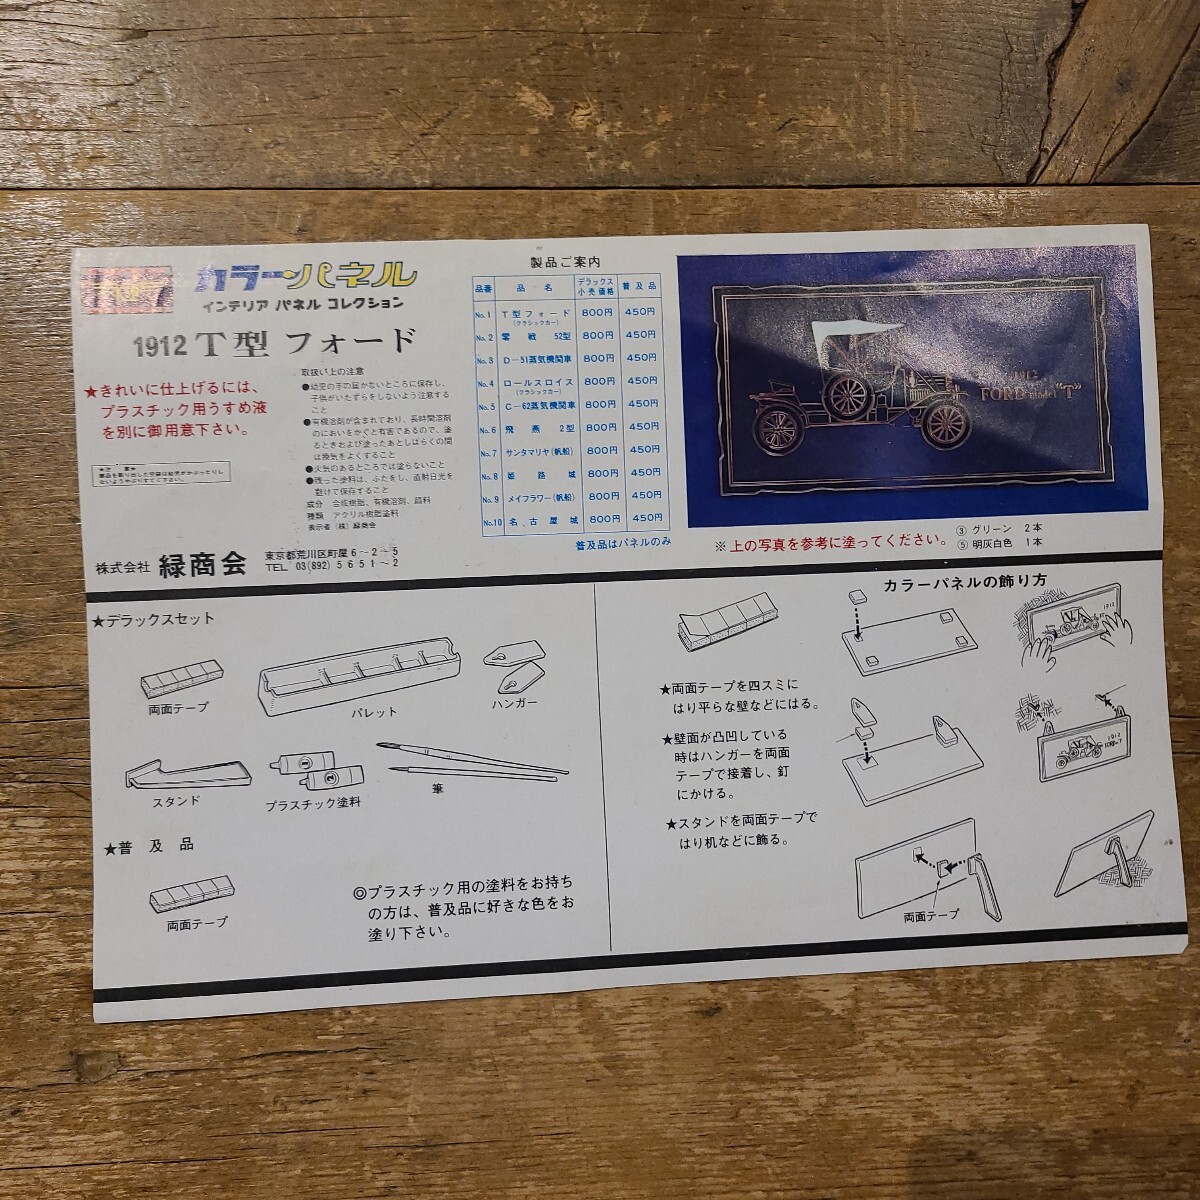 カラーパネル
インテリア パネル コレクション
1912 T型 フォード
★きれいに仕上げるには、
プラスチック用うすめ液
を別に御用意下さい。
取扱い上の注意
●幼児の手の届かないところに保存し、
子供がいたずらをしないよう注意する
こと
●有機溶剤が含まれており、長時間溶剤
のにおいをかぐと有害であるので、塗
るときおよび塗ったあとしばらくの間
は換気をよくすること
●火気のあるところでは塗らないこと
●残った塗料は、ふたをし、直射日光を
避けて保存すること
成分 合成樹脂、有機溶剤、顔料
種類 アクリル樹脂塗料
表示者 (株) 緑商会
株式会社 緑商会
東京都荒川区町屋6-2-5
TEL 03(892)5651~2
製品ご案内
品番 品名 デラックス小売価格 普及品
No.1 T型フォード(クラシックカー) 800円 450円
No.2 零戦 52型 800円 450円
No.3 D-51蒸気機関車 800円 450円
No.4 ロールスロイス(クラシックカー) 800円 450円
No.5 C-62蒸気機関車 800円 450円
No.6 飛燕 2型 800円 450円
No.7 サンタマリヤ(帆船) 800円 450円
No.8 姫路城 800円 450円
No.9 メイフラワー(帆船) 800円 450円
No.10 名古屋城 800円 450円
普及品はパネルのみ
1912
FORD model "T"
※上の写真を参考に塗ってください。
③ グリーン 2本
⑤ 明灰白色 1本
★デラックスセット
両面テープ
パレット
ハンガー
スタンド
プラスチック塗料
筆
★普及品
両面テープ
◎プラスチック用の塗料をお持ち
の方は、普及品に好きな色をお
塗り下さい。
カラーパネルの飾り方
★両面テープを四スミに
はり平らな壁などにはる。
★壁面が凸凹している
時はハンガーを両面
テープで接着し、釘
にかける。
★スタンドを両面テープで
はり机などに飾る。
両面テープ
1912
1912
FORD-T